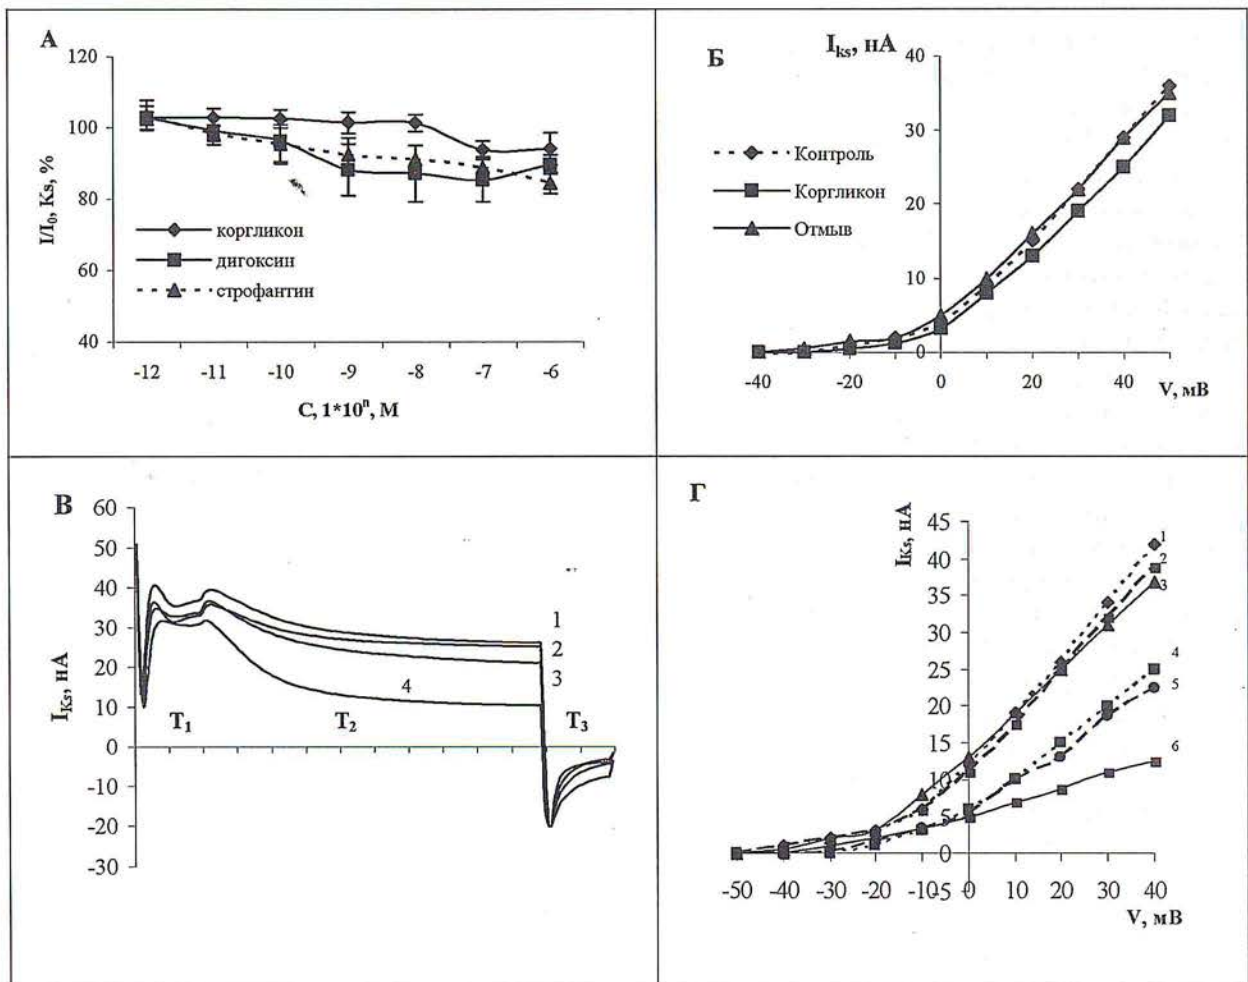 А
120
100
80
60
40
I/I₀, Ks, %
коргликон
дигоксин
строфантин
-12 -11 -10 -9 -8 -7 -6
C, 1*10ⁿ, M
Б
Iₖₛ, нА
40
30
20
10
0
Контроль
Коргликон
Отмыв
-40 -20 0 20 40
V, мВ
В
60
50
40
30
20
10
0
-10
-20
-30
I_Ks, нА
1
2
3
4
T₁ T₂ T₃
Г
I_Ks, нА
45
40
35
30
25
20
15
10
5
0
-5
1
2
3
4
5
6
-50 -40 -30 -20 -10 0 10 20 30 40
V, мВ